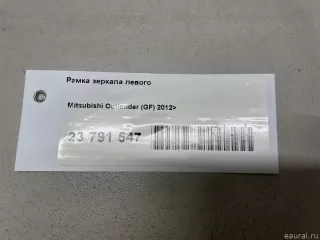 Рамка зеркала левого
Mitsubishi Outlander (GF) 2012>
23 791 547
eaural.ru